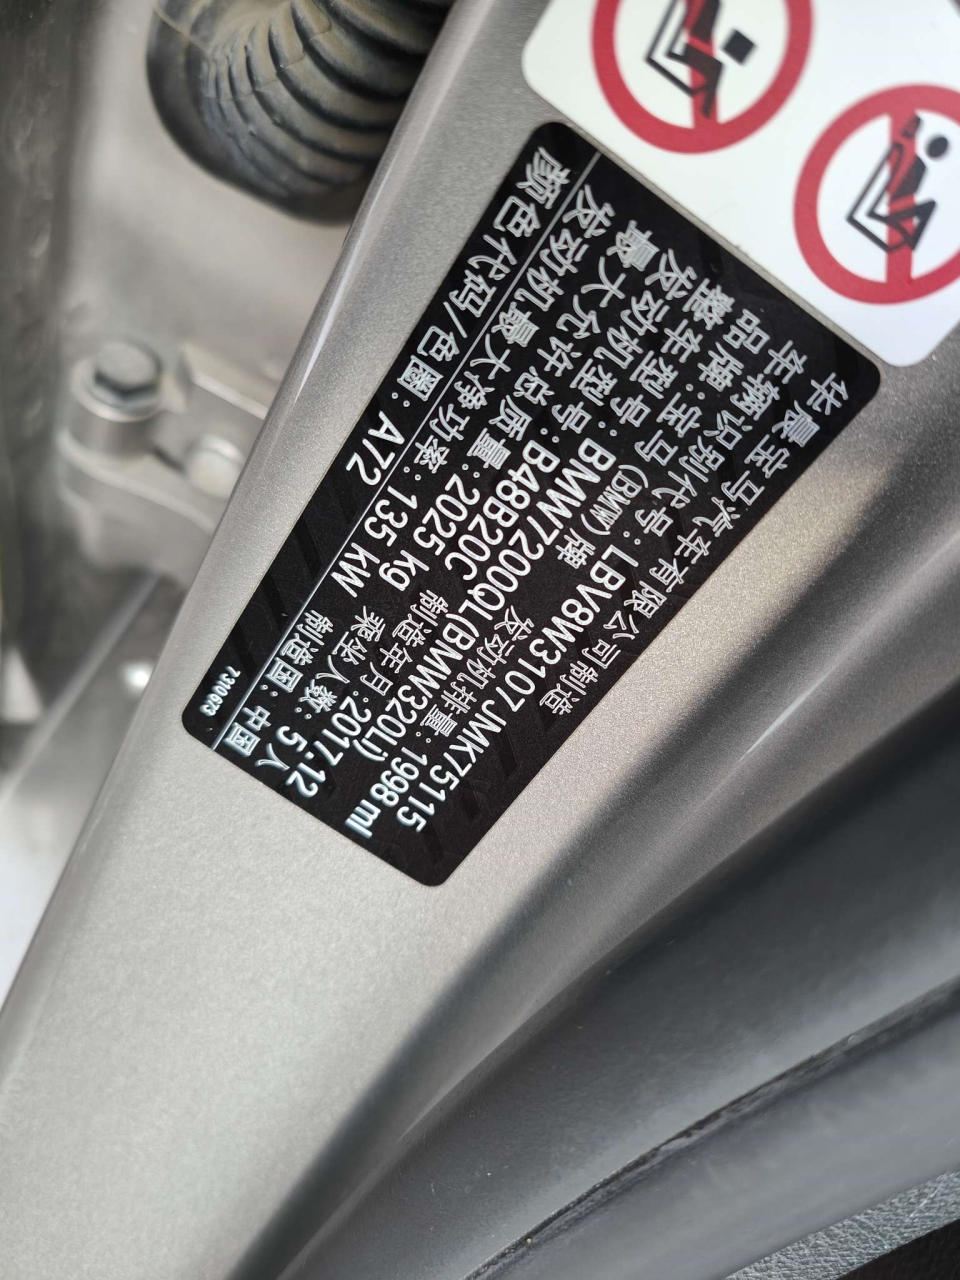 华晨宝马汽车有限公司制造
车辆识别代号: LBV8W3107JMK75115
品牌: 宝马 (BMW) 牌
整车型号: BMW7200QL(BMW320Li)
发动机型号: B48B20C 发动机排量: 1998 ml
最大允许总质量: 2025 kg 制造年月: 2017.12
发动机最大净功率: 135 kW 乘坐人数: 5 人
制造国: 中国
颜色代码/色圈: A72
7310673